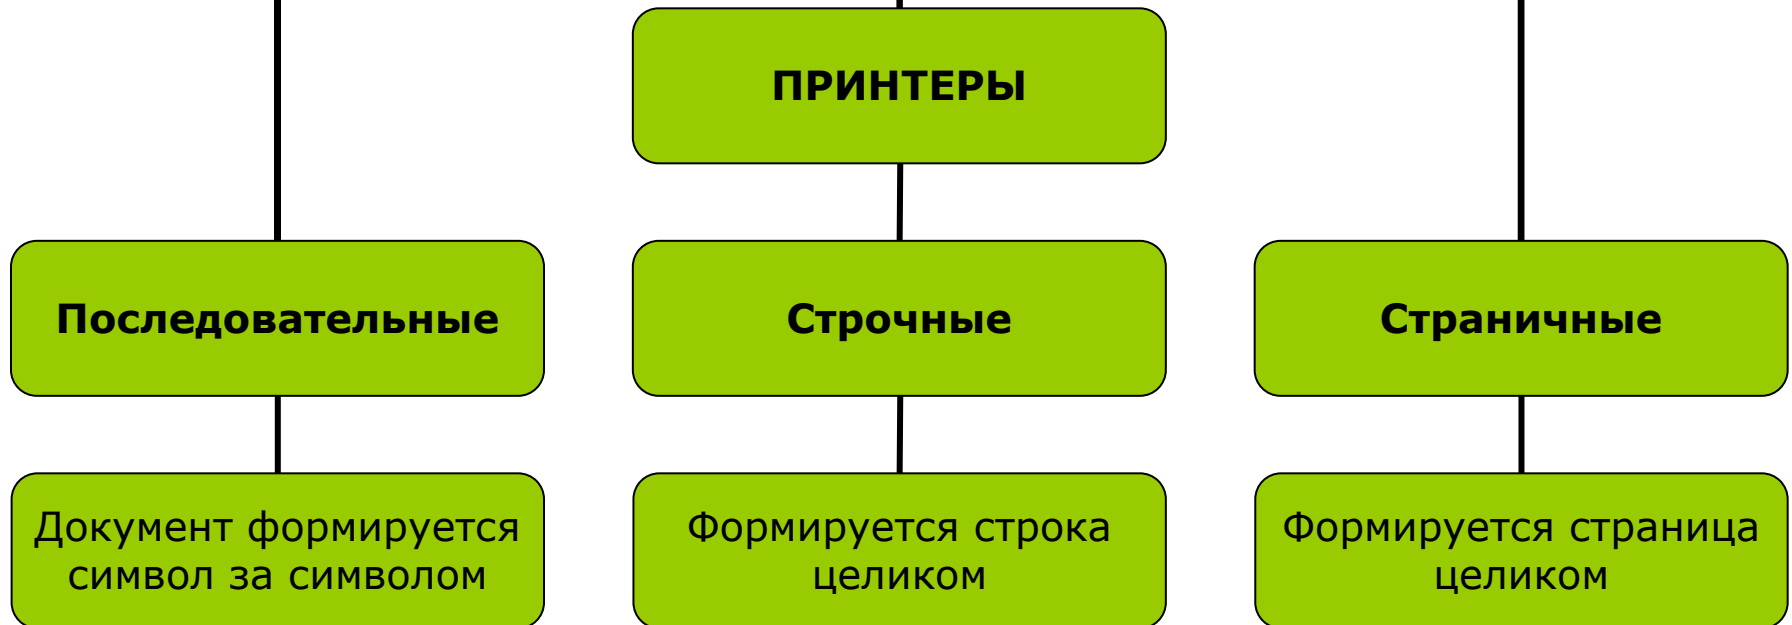 ПРИНТЕРЫ
Последовательные
Строчные
Страничные
Документ формируется
символ за символом
Формируется строка
целиком
Формируется страница
целиком